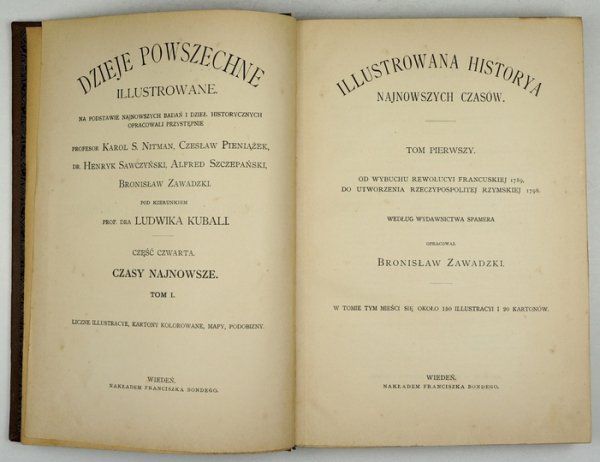 DZIEJE POWSZECHNE
ILLUSTROWANE.
NA PODSTAWIE NAJNOWSZYCH BADAŃ I DZIEŁ HISTORYCZNYCH
OPRACOWALI PRZYSTĘPNIE
PROFESOR KAROL S. NITMAN, CZESŁAW PIENIĄŻEK,
DR. HENRYK SAWCZYŃSKI, ALFRED SZCZEPAŃSKI,
BRONISŁAW ZAWADZKI.
POD KIERUNKIEM
PROF. DRA LUDWIKA KUBALI.
CZĘŚĆ CZWARTA.
CZASY NAJNOWSZE.
TOM I.
LICZNE ILLUSTRACYE, KARTONY KOLOROWANE, MAPY, PODOBIZNY.
WIEDEŃ.
NAKŁADEM FRANCISZKA BONDEGO.
ILLUSTROWANA HISTORYA
NAJNOWSZYCH CZASÓW.
TOM PIERWSZY.
OD WYBUCHU REWOLUCYI FRANCUSKIEJ 1789,
DO UTWORZENIA RZECZYPOSPOLITEJ RZYMSKIEJ 1798.
WEDŁUG WYDAWNICTWA SPAMERA
OPRACOWAŁ
BRONISŁAW ZAWADZKI.
W TOMIE TYM MIEŚCI SIĘ OKOŁO 150 ILLUSTRACYI I 20 KARTONÓW.
WIEDEŃ.
NAKŁADEM FRANCISZKA BONDEGO.